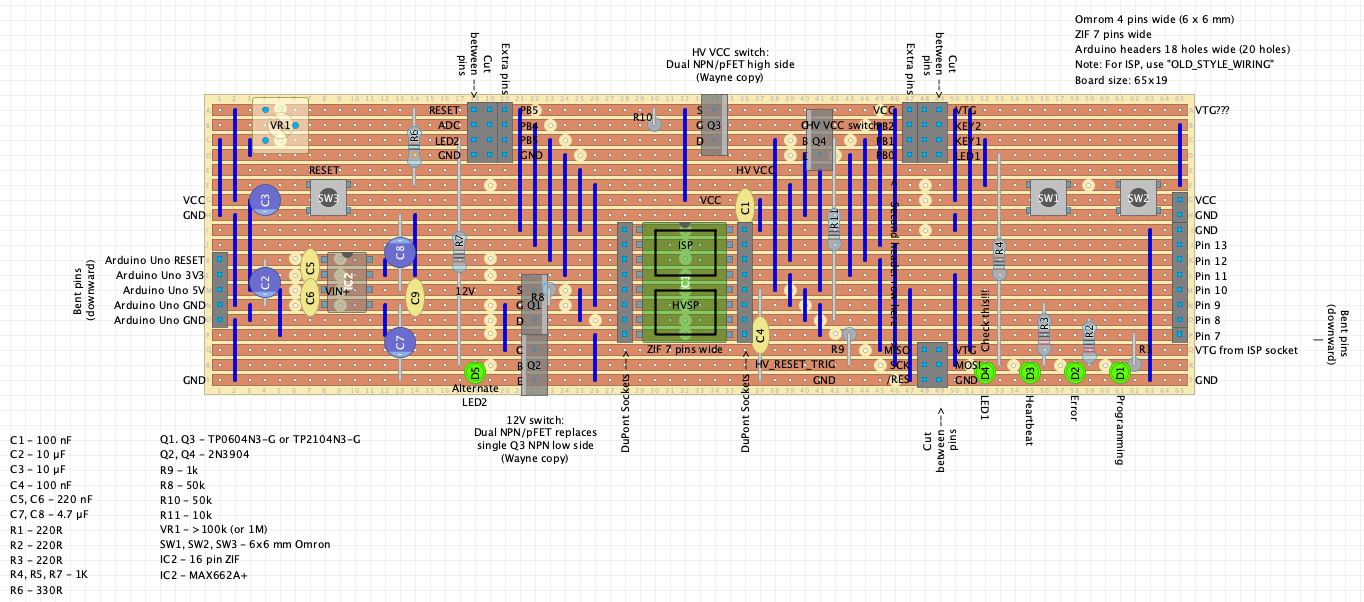 Omrom 4 pins wide (6 x 6 mm)
ZIF 7 pins wide
Arduino headers 18 holes wide (20 holes)
Note: For ISP, use "OLD_STYLE_WIRING"
Board size: 65x19
HV VCC switch:
Dual NPN/pFET high side
(Wayne copy)
Cut
between -->
pins
Extra pins
Extra pins
Cut
between -->
pins
RESET
ADC
LED2
GND
PB5
PB4
PB3
GND
VCC
PB2
PB1
PB0
VTG
KEY2
KEY1
LED1
VTG???
VR1
R6
R10
S
G
D
Q3
HV VCC switch
B
E
Q4
HV VCC
VCC
RESET
SW3
C3
VCC
GND
C1
R11
Second header row here
SW1
SW2
VCC
GND
GND
Pin 13
Pin 12
Pin 11
Pin 10
Pin 9
Pin 8
Pin 7
VTG from ISP socket
GND
Bent pins
(downward)
Bent pins
(downward)
Arduino Uno RESET
Arduino Uno 3V3
Arduino Uno 5V
Arduino Uno GND
Arduino Uno GND
GND
C2
C5
C6
VIN+
IC2
C8
C9
C7
R7
12V
S
G
D
R8
Q1
C
B
E
Q2
D5
Alternate
LED2
ISP
HVSP
ZIF 7 pins wide
C4
HV_RESET_TRIG
R9
GND
MISO
SCK
/RES
VTG
MOSI
GND
R4
Check this!!!
R3
R2
R1
D4
D3
D2
D1
LED1
Heartbeat
Error
Programming
DuPont Sockets -->
DuPont Sockets -->
Cut
between -->
pins
12V switch:
Dual NPN/pFET replaces
single Q3 NPN low side
(Wayne copy)
C1 - 100 nF
C2 - 10 µF
C3 - 10 µF
C4 - 100 nF
C5, C6 - 220 nF
C7, C8 - 4.7 µF
R1 - 220R
R2 - 220R
R3 - 220R
R4, R5, R7 - 1K
R6 - 330R
Q1. Q3 - TP0604N3-G or TP2104N3-G
Q2, Q4 - 2N3904
R9 - 1k
R8 - 50k
R10 - 50k
R11 - 10k
VR1 - >100k (or 1M)
SW1, SW2, SW3 - 6x6 mm Omron
IC2 - 16 pin ZIF
IC2 - MAX662A+